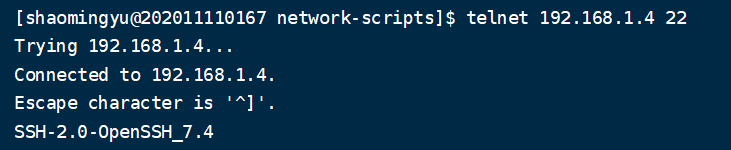 [shaomingyu@202011110167 network-scripts]$ telnet 192.168.1.4 22
Trying 192.168.1.4...
Connected to 192.168.1.4.
Escape character is '^]'.
SSH-2.0-OpenSSH_7.4